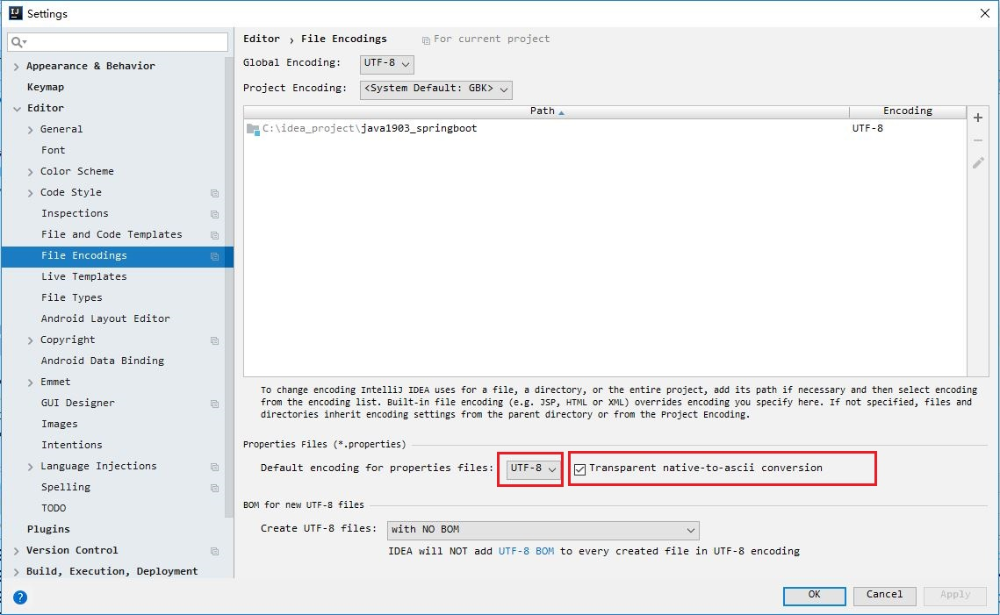 Settings
Appearance & Behavior
Keymap
Editor
General
Font
Color Scheme
Code Style
Inspections
File and Code Templates
File Encodings
Live Templates
File Types
Android Layout Editor
Copyright
Android Data Binding
Emmet
GUI Designer
Images
Intentions
Language Injections
Spelling
TODO
Plugins
Version Control
Build, Execution, Deployment
Editor › File Encodings For current project
Global Encoding: UTF-8
Project Encoding: <System Default: GBK>
Path Encoding
C:\idea_project\java1903_springboot UTF-8
To change encoding IntelliJ IDEA uses for a file, a directory, or the entire project, add its path if necessary and then select encoding
from the encoding list. Built-in file encoding (e.g. JSP, HTML or XML) overrides encoding you specify here. If not specified, files and
directories inherit encoding settings from the parent directory or from the Project Encoding.
Properties Files (*.properties)
Default encoding for properties files: UTF-8 Transparent native-to-ascii conversion
BOM for new UTF-8 files
Create UTF-8 files: with NO BOM
IDEA will NOT add UTF-8 BOM to every created file in UTF-8 encoding
? OK Cancel Apply